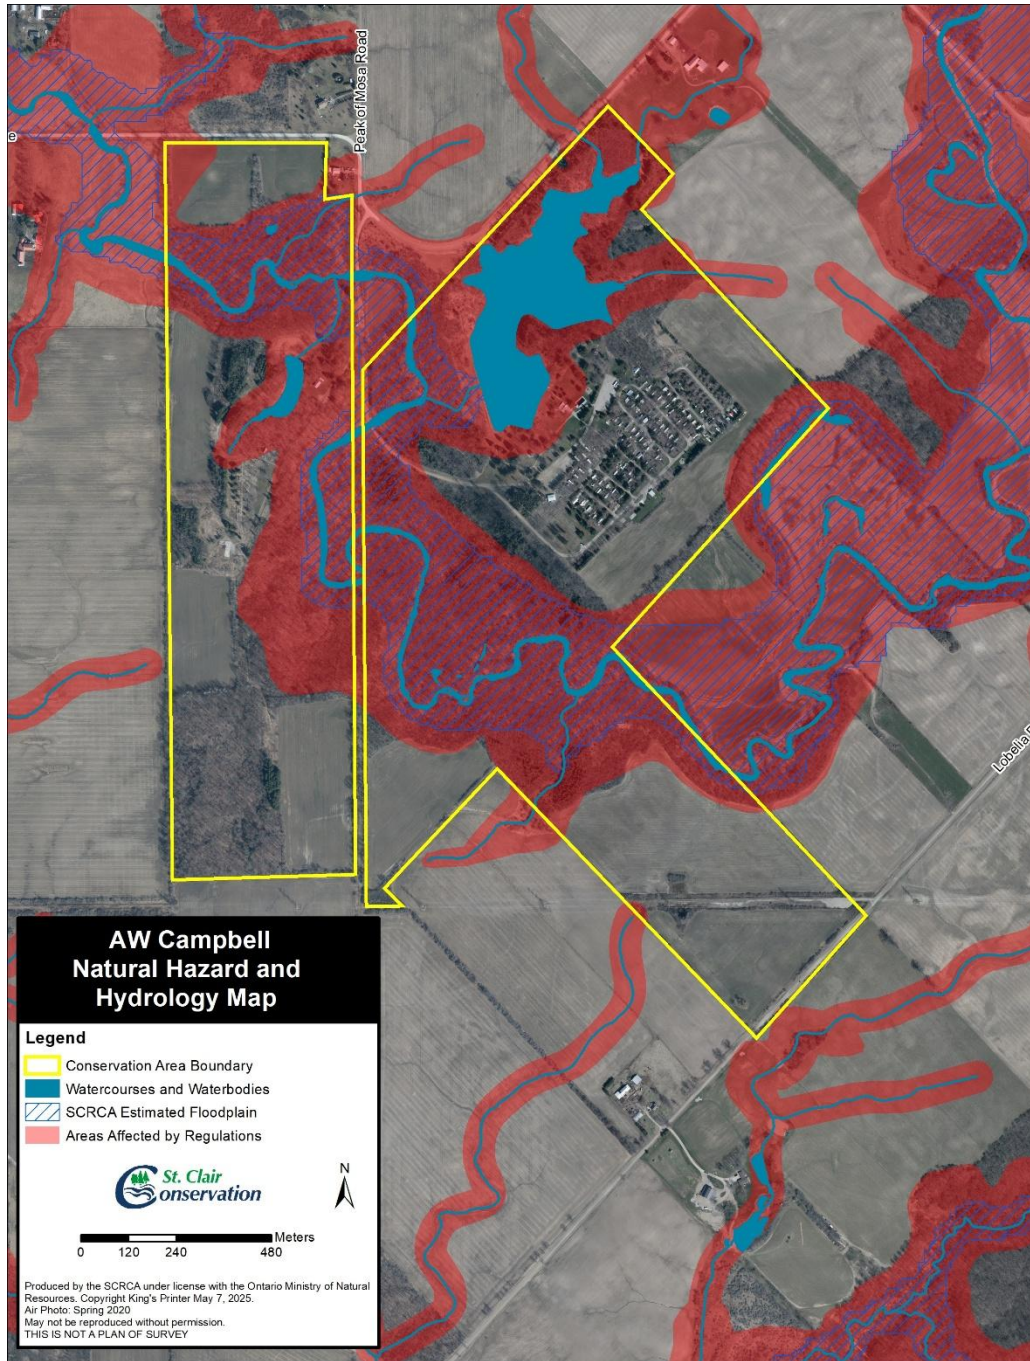 e
Peak of Mosa Road
Lobelia
AW Campbell
Natural Hazard and
Hydrology Map
Legend
Conservation Area Boundary
Watercourses and Waterbodies
SCRCA Estimated Floodplain
Areas Affected by Regulations
St. Clair
Conservation
N
Meters
0 120 240 480
Produced by the SCRCA under license with the Ontario Ministry of Natural
Resources. Copyright King's Printer May 7, 2025.
Air Photo: Spring 2020
May not be reproduced without permission.
THIS IS NOT A PLAN OF SURVEY